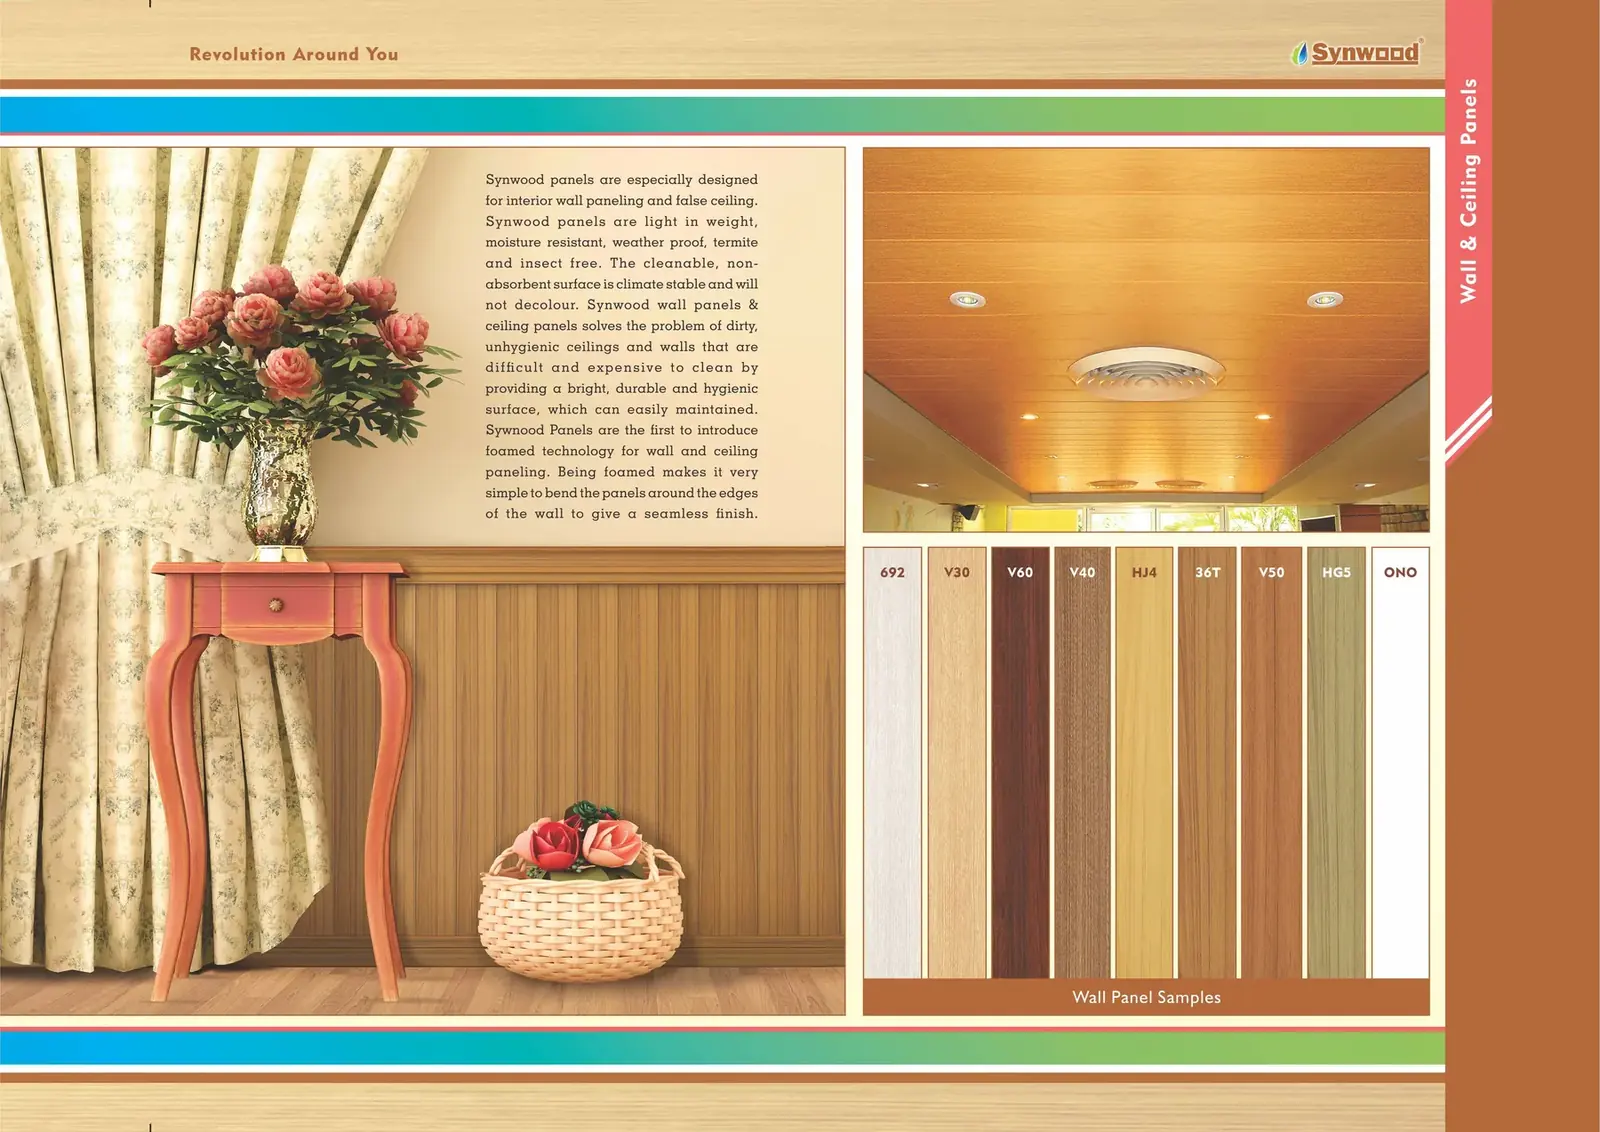 Revolution Around You
Synwood®
Wall & Ceiling Panels
Synwood panels are especially designed
for interior wall paneling and false ceiling.
Synwood panels are light in weight,
moisture resistant, weather proof, termite
and insect free. The cleanable, non-
absorbent surface is climate stable and will
not decolour. Synwood wall panels &
ceiling panels solves the problem of dirty,
unhygienic ceilings and walls that are
difficult and expensive to clean by
providing a bright, durable and hygienic
surface, which can easily maintained.
Sywnood Panels are the first to introduce
foamed technology for wall and ceiling
paneling. Being foamed makes it very
simple to bend the panels around the edges
of the wall to give a seamless finish.
692 V30 V60 V40 HJ4 36T V50 HG5 ONO
Wall Panel Samples